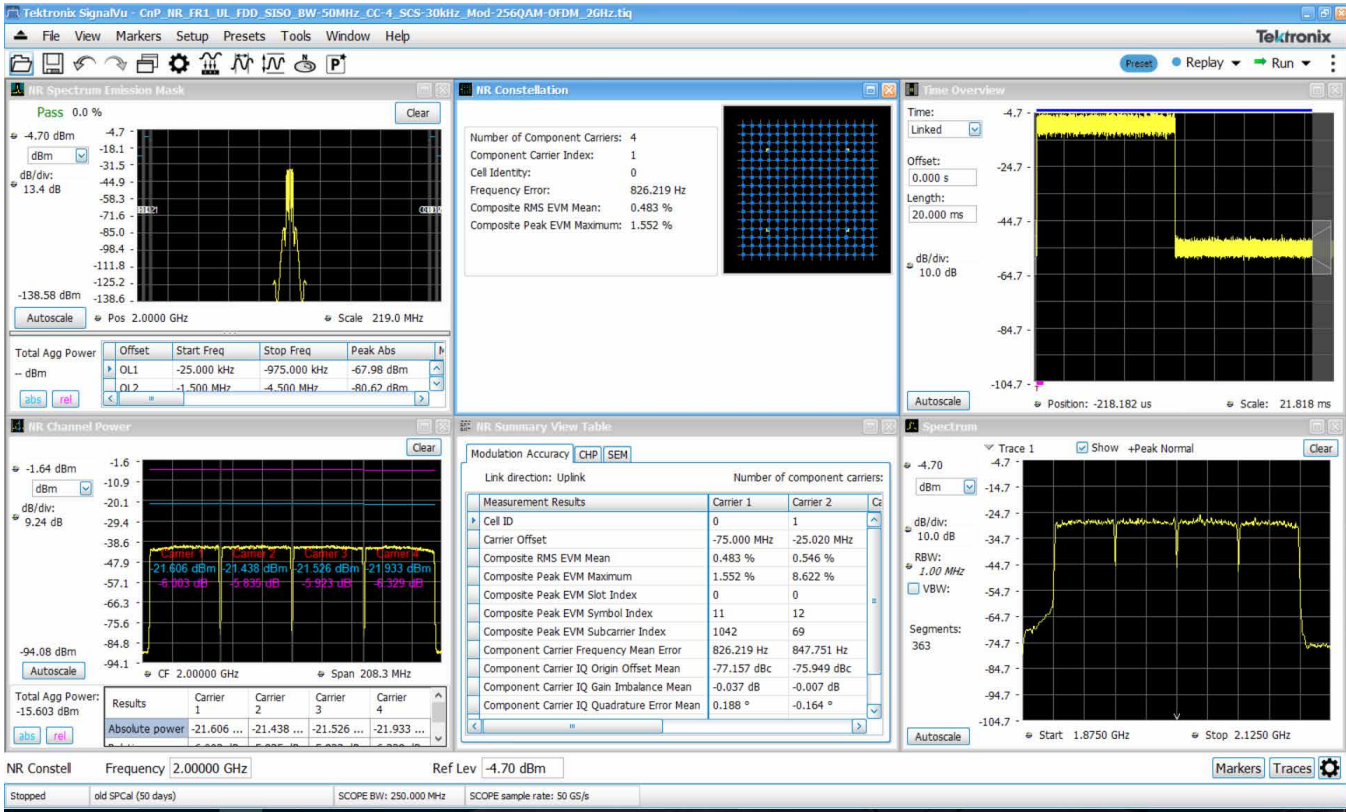 Tektronix SignalVu - CnP_NR_FR1_UL_FDD_SISO_BW-50MHz_CC-4_SCS-30kHz_Mod-256QAM-OFDM_2GHz.tiq
File View Markers Setup Presets Tools Window Help
Tektronix
Preset Replay Run
NR Spectrum Emission Mask
Pass 0.0 %
Clear
-4.70 dBm
dBm
dB/div:
13.4 dB
-4.7
-18.1
-31.5
-44.9
-58.3
-71.6
-85.0
-98.4
-111.8
-125.2
-138.6
-138.58 dBm
Autoscale
Pos 2.0000 GHz
Scale 219.0 MHz
Total Agg Power
-- dBm
abs rel
Offset Start Freq Stop Freq Peak Abs
OL1 -25.000 kHz -975.000 kHz -67.98 dBm
OL2 -1.500 MHz -4.500 MHz -80.62 dBm
NR Constellation
Number of Component Carriers: 4
Component Carrier Index: 1
Cell Identity: 0
Frequency Error: 826.219 Hz
Composite RMS EVM Mean: 0.483 %
Composite Peak EVM Maximum: 1.552 %
Time Overview
Time:
Linked
Offset:
0.000 s
Length:
20.000 ms
dB/div:
10.0 dB
-4.7
-24.7
-44.7
-64.7
-84.7
-104.7
Autoscale
Position: -218.182 us
Scale: 21.818 ms
NR Channel Power
Clear
-1.64 dBm
dBm
dB/div:
9.24 dB
-1.6
-10.9
-20.1
-29.4
-38.6
-47.9
-57.1
-66.3
-75.6
-84.8
-94.1
Carrier 1 Carrier 2 Carrier 3 Carrier 4
-21.606 dBm -21.438 dBm -21.526 dBm -21.933 dBm
-6.003 dB -5.835 dB -5.923 dB -6.329 dB
-94.08 dBm
Autoscale
CF 2.00000 GHz
Span 208.3 MHz
Total Agg Power:
-15.603 dBm
abs rel
Results Carrier 1 Carrier 2 Carrier 3 Carrier 4
Absolute power -21.606 ... -21.438 ... -21.526 ... -21.933 ...
NR Summary View Table
Modulation Accuracy CHP SEM
Link direction: Uplink Number of component carriers:
Measurement Results Carrier 1 Carrier 2 Ca
Cell ID 0 1
Carrier Offset -75.000 MHz -25.020 MHz
Composite RMS EVM Mean 0.483 % 0.546 %
Composite Peak EVM Maximum 1.552 % 8.622 %
Composite Peak EVM Slot Index 0 0
Composite Peak EVM Symbol Index 11 12
Composite Peak EVM Subcarrier Index 1042 69
Component Carrier Frequency Mean Error 826.219 Hz 847.751 Hz
Component Carrier IQ Origin Offset Mean -77.157 dBc -75.949 dBc
Component Carrier IQ Gain Imbalance Mean -0.037 dB -0.007 dB
Component Carrier IQ Quadrature Error Mean 0.188 ° -0.164 °
Spectrum
Trace 1 Show +Peak Normal Clear
-4.70
dBm
dB/div:
10.0 dB
RBW:
1.00 MHz
VBW:
Segments:
363
-4.7
-14.7
-24.7
-34.7
-44.7
-54.7
-64.7
-74.7
-84.7
-94.7
-104.7
Autoscale
Start 1.8750 GHz
Stop 2.1250 GHz
NR Constell Frequency 2.00000 GHz Ref Lev -4.70 dBm Markers Traces
Stopped old SPCal (50 days) SCOPE BW: 250.000 MHz SCOPE sample rate: 50 GS/s